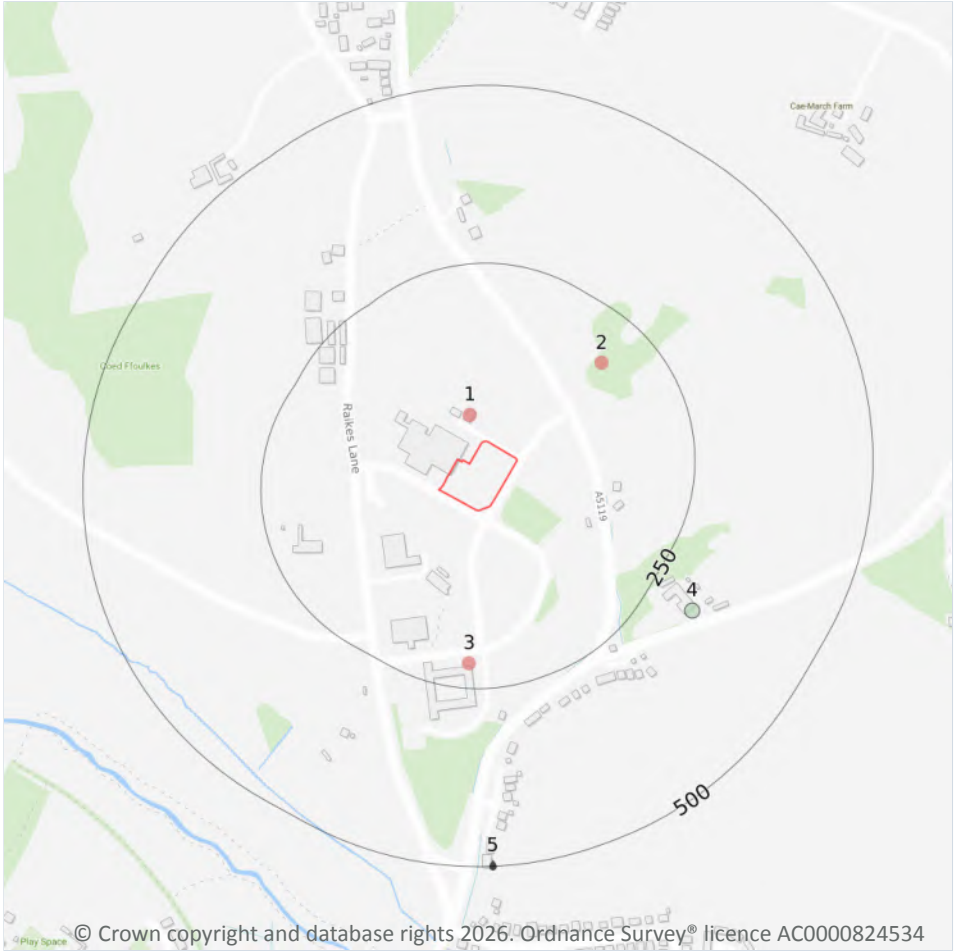 Cae-March Farm
2
Coed Ffoulkes
1
Raikes Lane
A5119
250
4
3
500
5
Play Space
© Crown copyright and database rights 2026. Ordnance Survey® licence AC0000824534